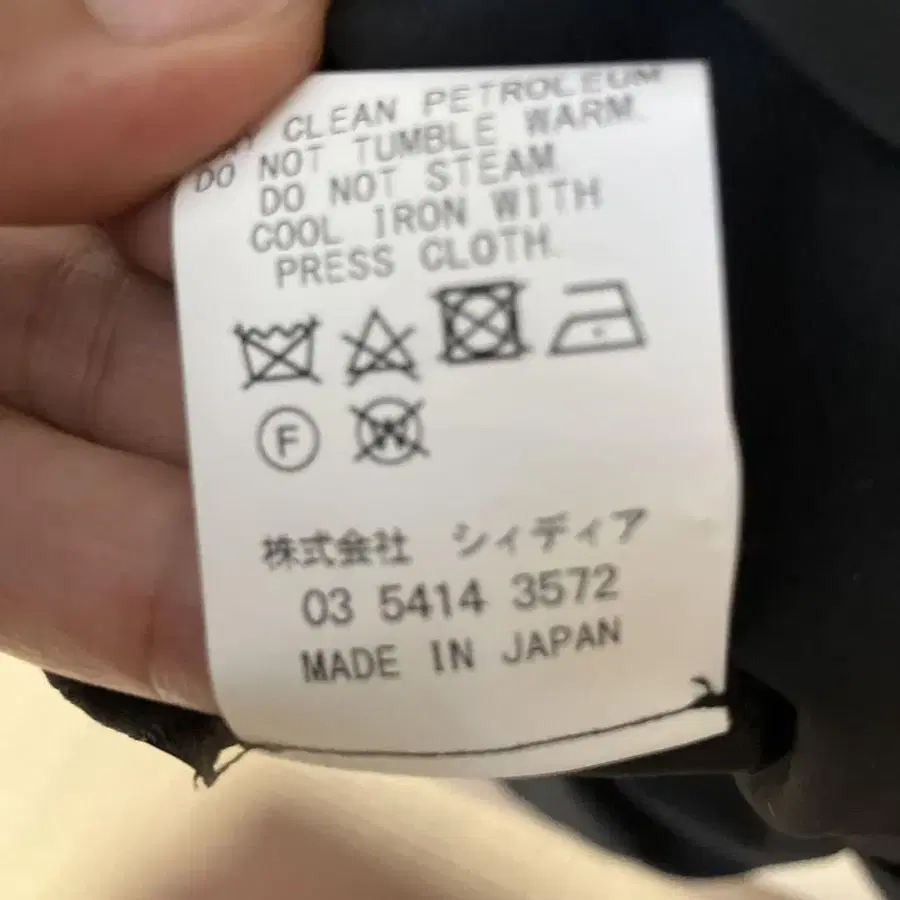 DRY CLEAN PETROLEUM
DO NOT TUMBLE WARM.
DO NOT STEAM.
COOL IRON WITH
PRESS CLOTH.
F
W
株式会社 シィディア
03 5414 3572
MADE IN JAPAN